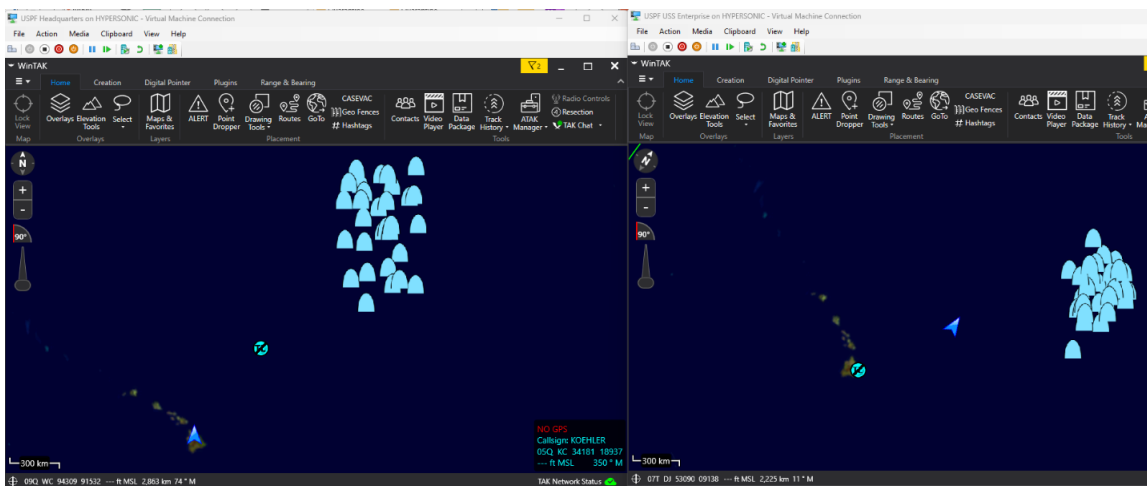 USPF Headquarters on HYPERSONIC - Virtual Machine Connection
File Action Media Clipboard View Help
WinTAK
2
Home Creation Digital Pointer Plugins Range & Bearing
Lock View
Overlays
Elevation Tools
Select
Maps & Favorites
ALERT
Point Dropper
Drawing Tools
Routes
GoTo
CASEVAC
Geo Fences
# Hashtags
Contacts
Video Player
Data Package
Track History
ATAK Manager
Radio Controls
Resection
TAK Chat
Map Overlays Layers Placement Tools
N
+
-
90°
300 km
NO GPS
Callsign: KOEHLER
05Q KC 34181 18937
--- ft MSL 350 ° M
09Q WC 94309 91532 --- ft MSL 2,863 km 74 ° M
TAK Network Status
USPF USS Enterprise on HYPERSONIC - Virtual Machine Connection
File Action Media Clipboard View Help
WinTAK
Home Creation Digital Pointer Plugins Range & Bearing
Lock View
Overlays
Elevation Tools
Select
Maps & Favorites
ALERT
Point Dropper
Drawing Tools
Routes
GoTo
CASEVAC
Geo Fences
# Hashtags
Contacts
Video Player
Data Package
Track History
Map Overlays Layers Placement Tools
N
+
-
90°
300 km
07T DJ 53090 09138 --- ft MSL 2,225 km 11 ° M